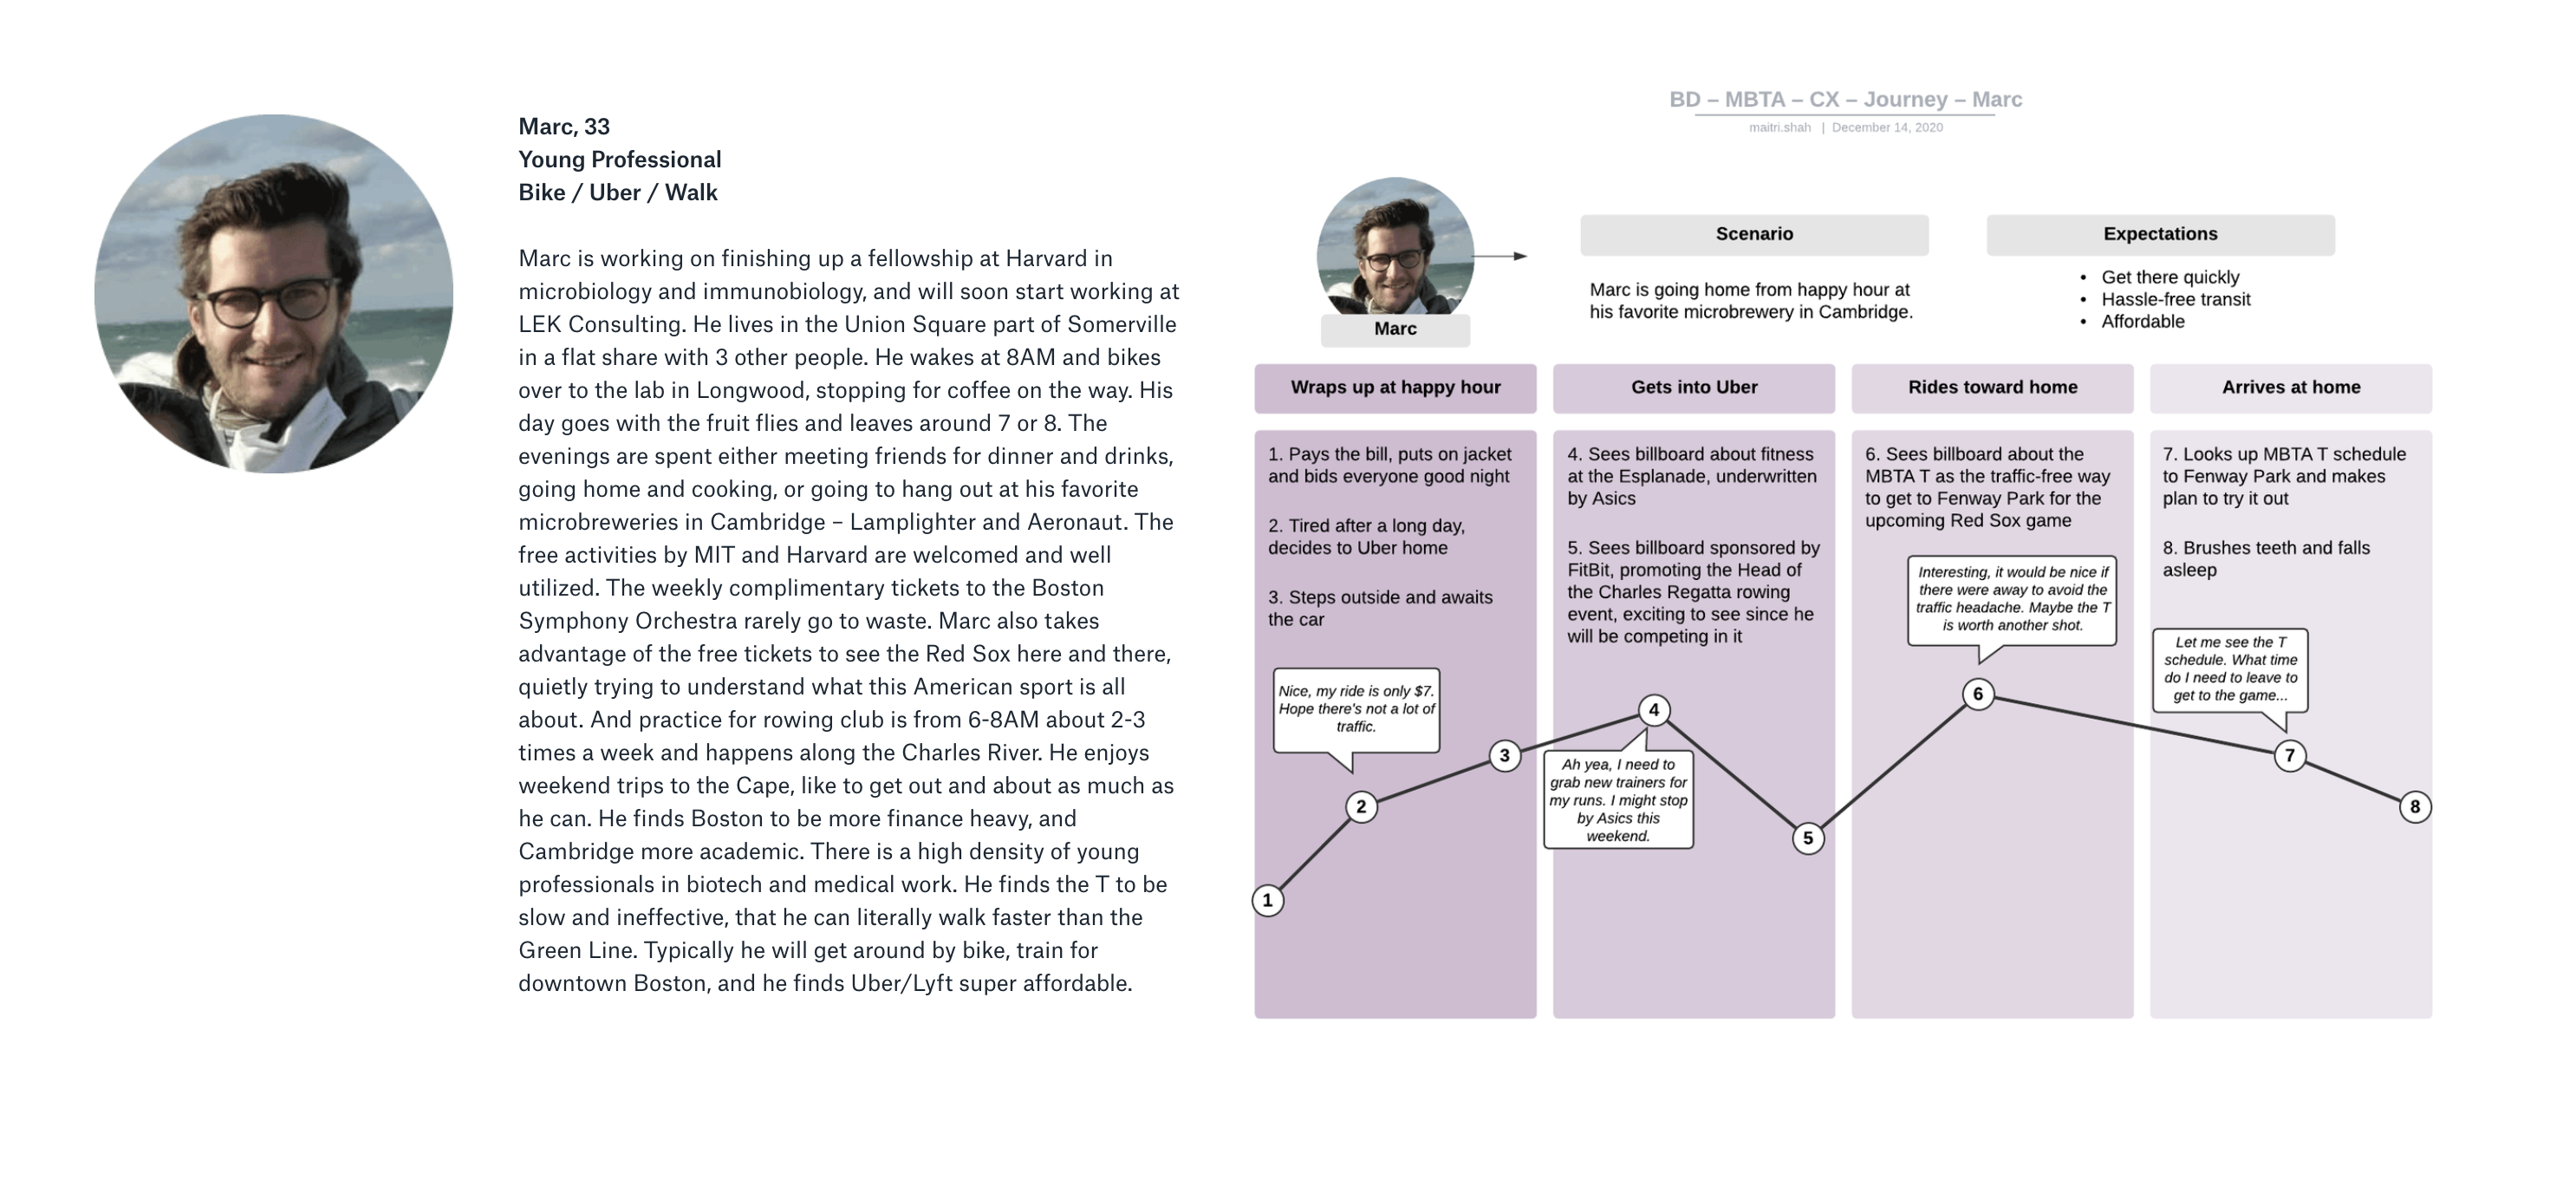 Marc, 33
Young Professional
Bike / Uber / Walk
Marc is working on finishing up a fellowship at Harvard in
microbiology and immunobiology, and will soon start working at
LEK Consulting. He lives in the Union Square part of Somerville
in a flat share with 3 other people. He wakes at 8AM and bikes
over to the lab in Longwood, stopping for coffee on the way. His
day goes with the fruit flies and leaves around 7 or 8. The
evenings are spent either meeting friends for dinner and drinks,
going home and cooking, or going to hang out at his favorite
microbreweries in Cambridge – Lamplighter and Aeronaut. The
free activities by MIT and Harvard are welcomed and well
utilized. The weekly complimentary tickets to the Boston
Symphony Orchestra rarely go to waste. Marc also takes
advantage of the free tickets to see the Red Sox here and there,
quietly trying to understand what this American sport is all
about. And practice for rowing club is from 6-8AM about 2-3
times a week and happens along the Charles River. He enjoys
weekend trips to the Cape, like to get out and about as much as
he can. He finds Boston to be more finance heavy, and
Cambridge more academic. There is a high density of young
professionals in biotech and medical work. He finds the T to be
slow and ineffective, that he can literally walk faster than the
Green Line. Typically he will get around by bike, train for
downtown Boston, and he finds Uber/Lyft super affordable.
BD – MBTA – CX – Journey – Marc
maitri.shah | December 14, 2020
Marc
Scenario
Marc is going home from happy hour at
his favorite microbrewery in Cambridge.
Expectations
• Get there quickly
• Hassle-free transit
• Affordable
Wraps up at happy hour
1. Pays the bill, puts on jacket
and bids everyone good night
2. Tired after a long day,
decides to Uber home
3. Steps outside and awaits
the car
Nice, my ride is only $7.
Hope there's not a lot of
traffic.
1
2
3
Gets into Uber
4. Sees billboard about fitness
at the Esplanade, underwritten
by Asics
5. Sees billboard sponsored by
FitBit, promoting the Head of
the Charles Regatta rowing
event, exciting to see since he
will be competing in it
4
Ah yea, I need to
grab new trainers for
my runs. I might stop
by Asics this
weekend.
5
Rides toward home
6. Sees billboard about the
MBTA T as the traffic-free way
to get to Fenway Park for the
upcoming Red Sox game
Interesting, it would be nice if
there were away to avoid the
traffic headache. Maybe the T
is worth another shot.
6
Arrives at home
7. Looks up MBTA T schedule
to Fenway Park and makes
plan to try it out
8. Brushes teeth and falls
asleep
Let me see the T
schedule. What time
do I need to leave to
get to the game...
7
8